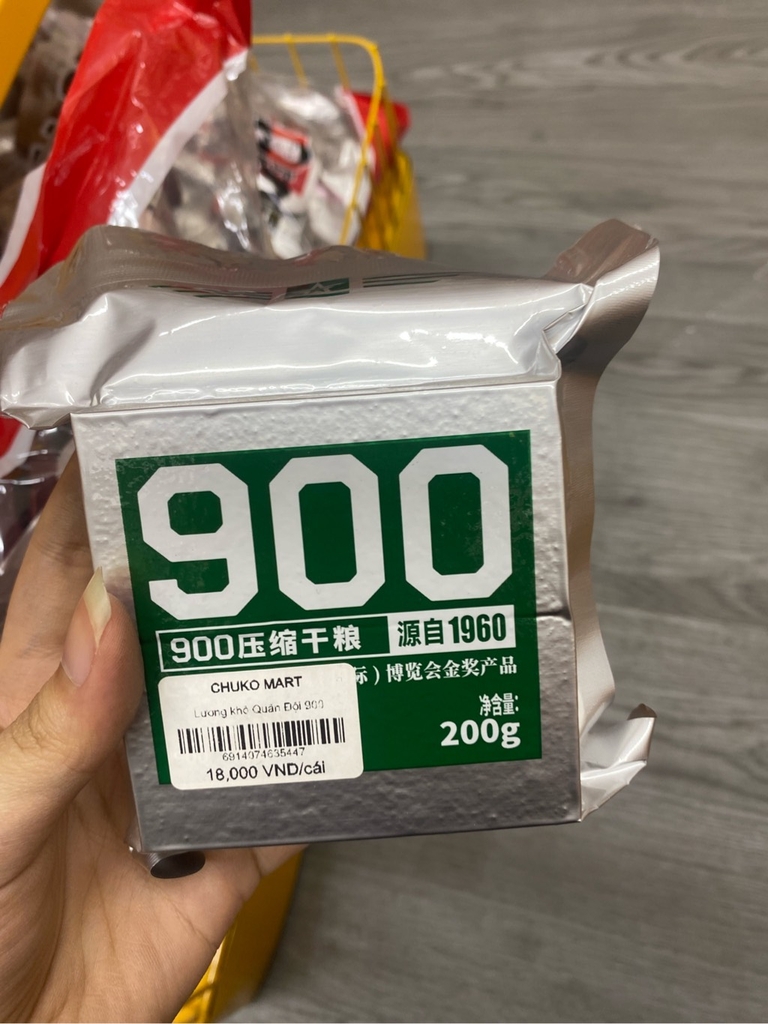 900
900压缩干粮 源自1960
际）博览会金奖产品
净含量:
200g
CHUKO MART
Lương khô Quân Đội 900
6914074635447
18,000 VND/cái